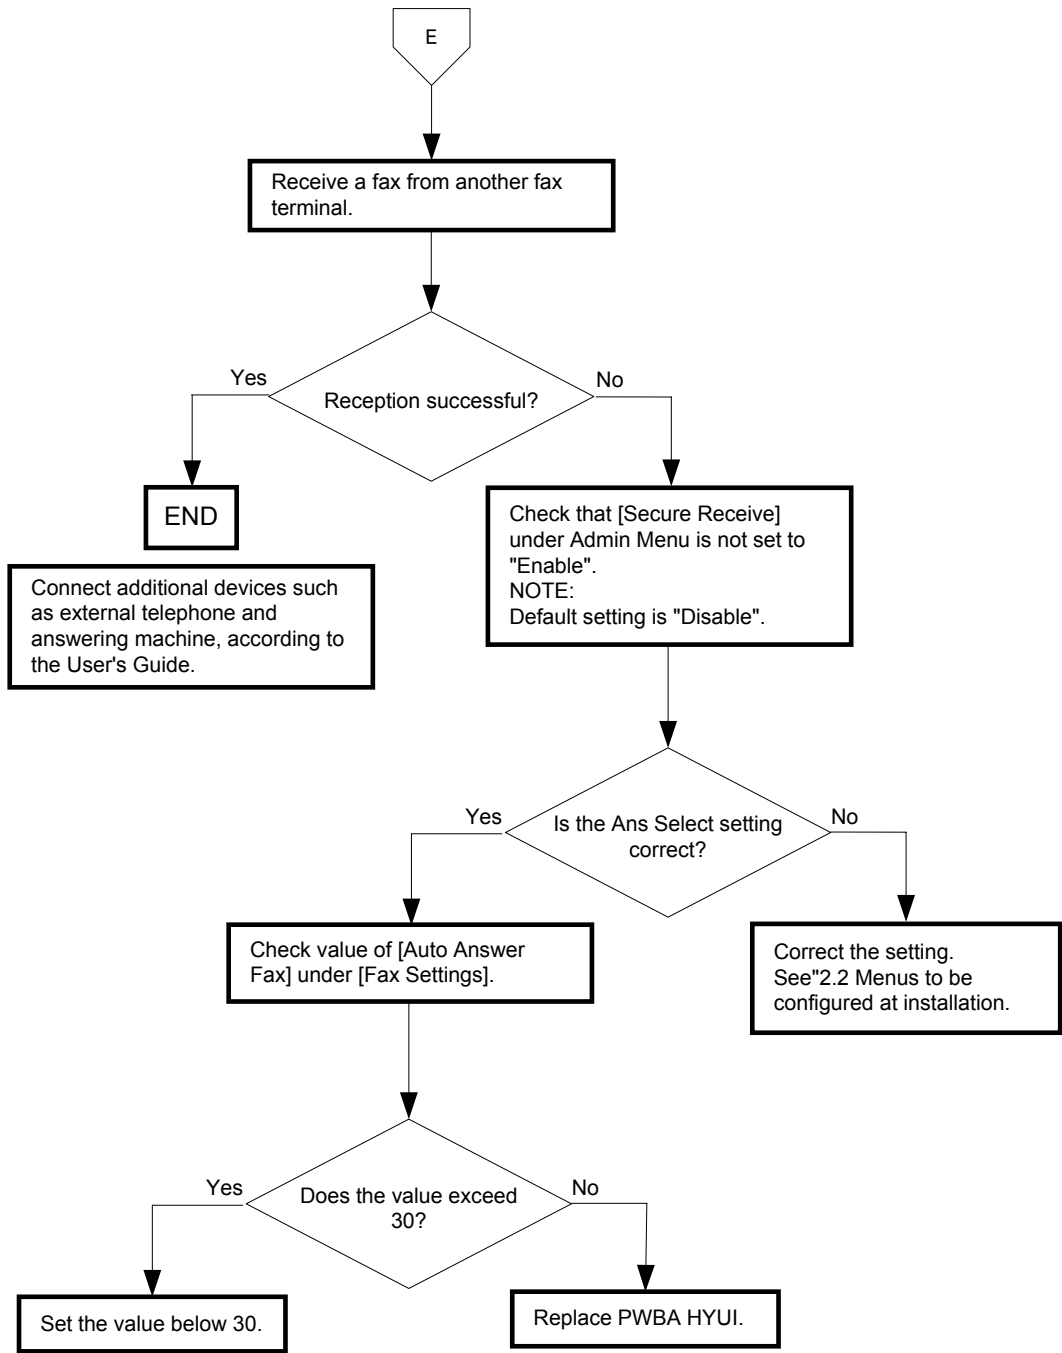 E
Receive a fax from another fax
terminal.
Yes
No
Reception successful?
END
Check that [Secure Receive]
under Admin Menu is not set to
"Enable".
NOTE:
Default setting is "Disable".
Connect additional devices such
as external telephone and
answering machine, according to
the User's Guide.
Yes
No
Is the Ans Select setting
correct?
Check value of [Auto Answer
Fax] under [Fax Settings].
Correct the setting.
See"2.2 Menus to be
configured at installation.
Yes
No
Does the value exceed
30?
Set the value below 30.
Replace PWBA HYUI.